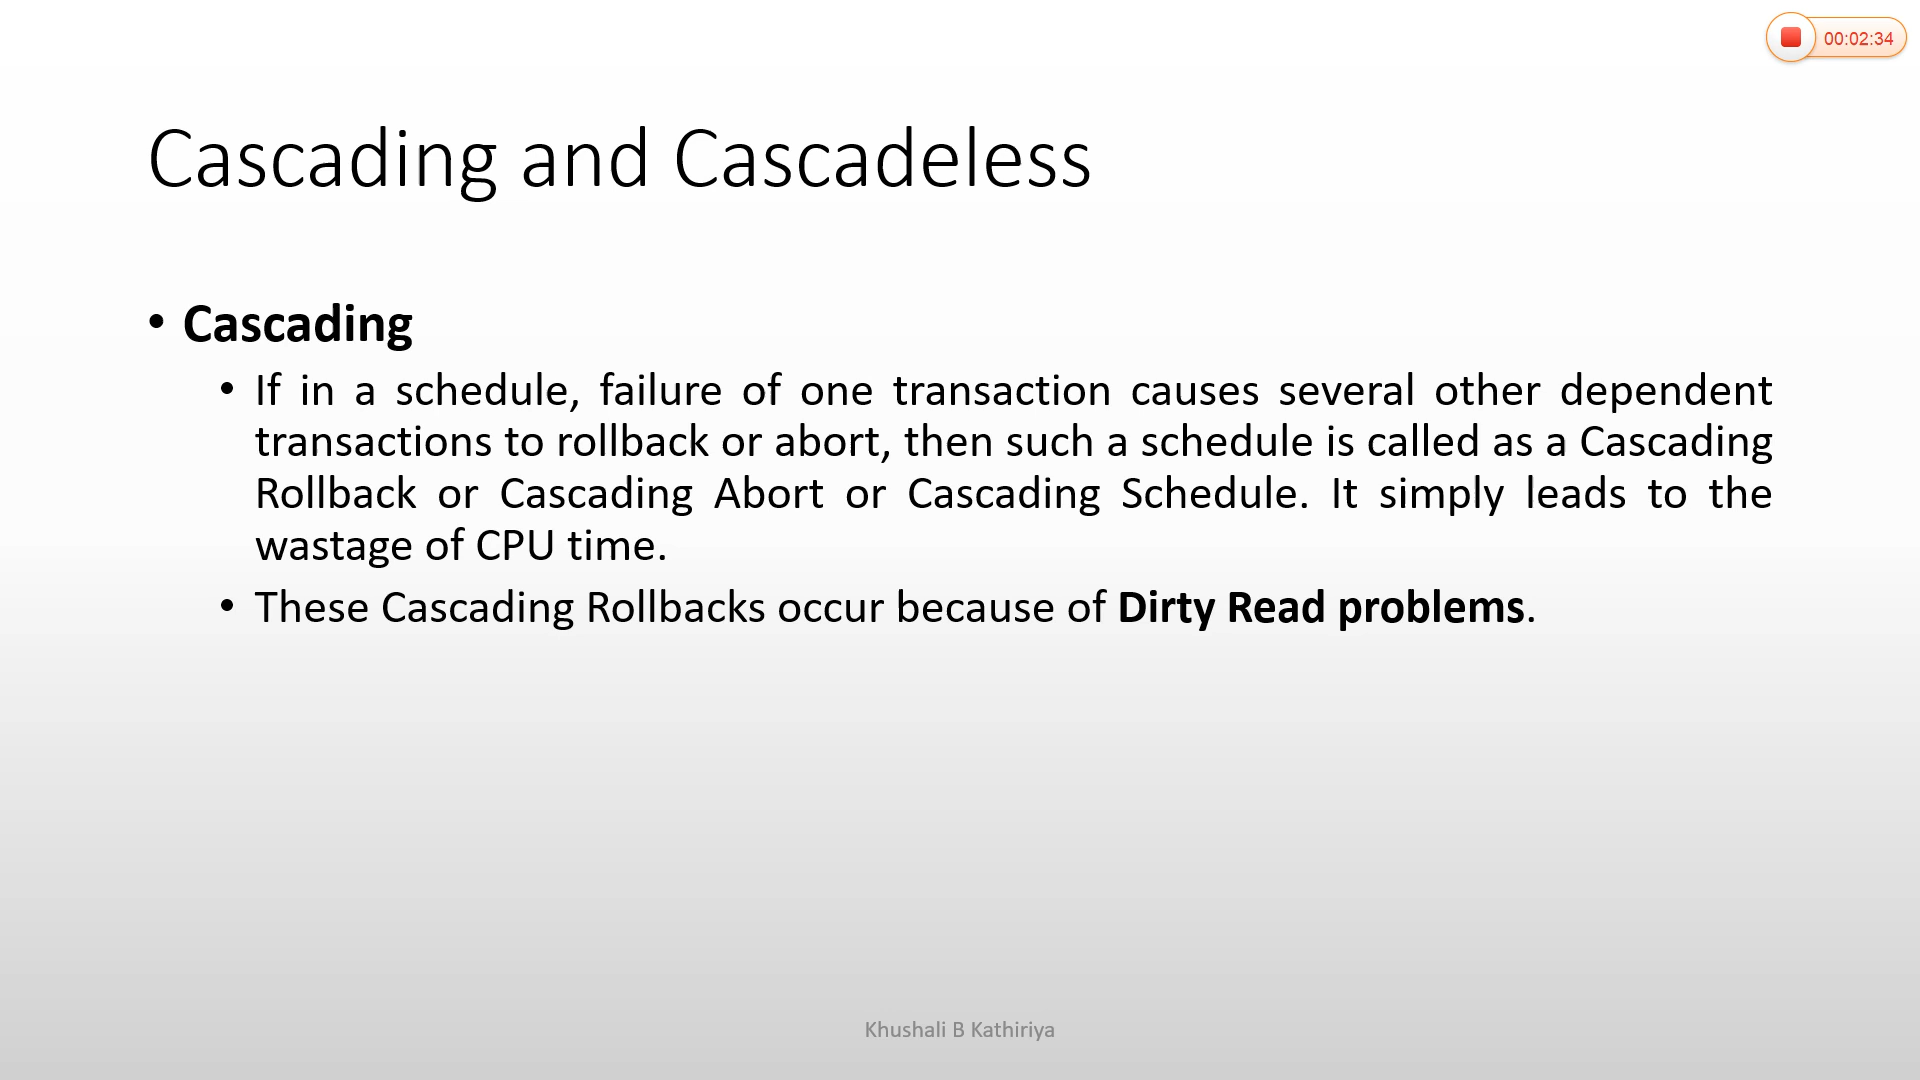 00:02:34
Cascading and Cascadeless
• Cascading
• If in a schedule, failure of one transaction causes several other dependent
transactions to rollback or abort, then such a schedule is called as a Cascading
Rollback or Cascading Abort or Cascading Schedule. It simply leads to the
wastage of CPU time.
• These Cascading Rollbacks occur because of Dirty Read problems.
Khushali B Kathiriya